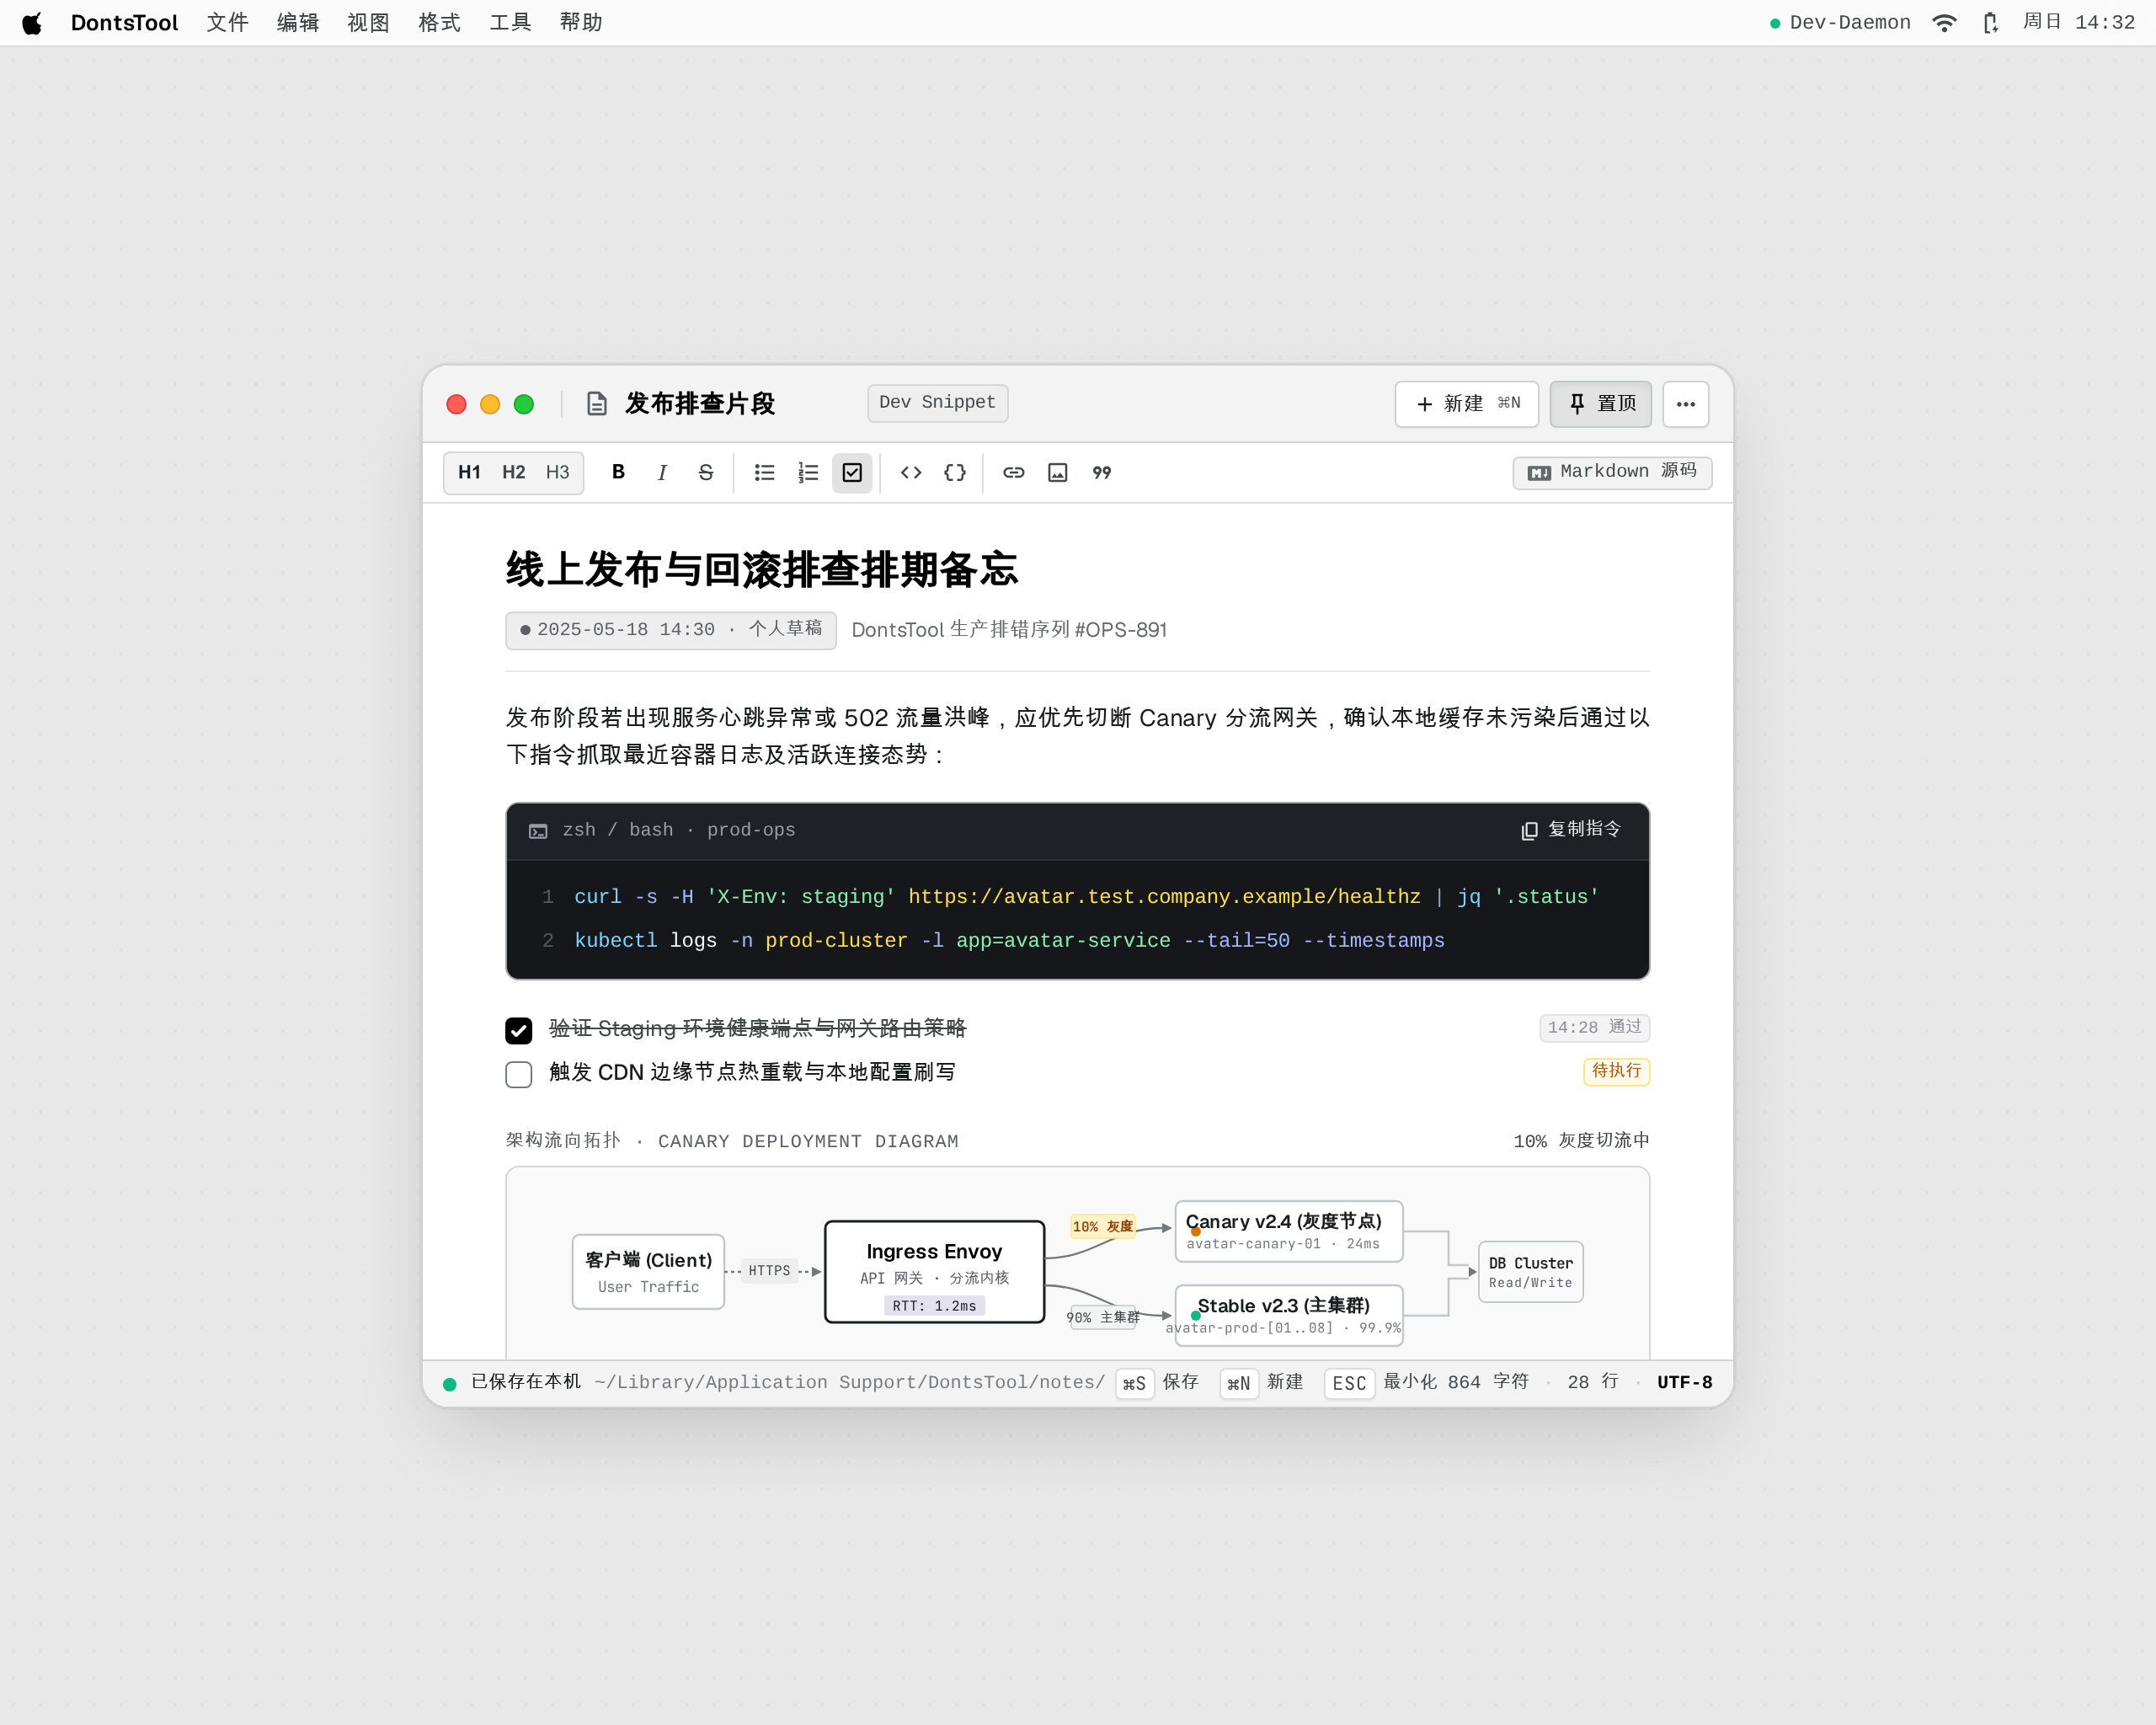 DontsTool 文件 编辑 视图 格式 工具 帮助 Dev-Daemon 周日 14:32
发布排查片段 Dev Snippet 新建 ⌘N 置顶
H1 H2 H3 B I S Markdown 源码
线上发布与回滚排查排期备忘
2025-05-18 14:30 · 个人草稿 DontsTool 生产排错序列 #OPS-891
发布阶段若出现服务心跳异常或 502 流量洪峰，应优先切断 Canary 分流网关，确认本地缓存未污染后通过以
下指令抓取最近容器日志及活跃连接态势：
zsh / bash · prod-ops 复制指令
1 curl -s -H 'X-Env: staging' https://avatar.test.company.example/healthz | jq '.status'
2 kubectl logs -n prod-cluster -l app=avatar-service --tail=50 --timestamps
验证 Staging 环境健康端点与网关路由策略 14:28 通过
触发 CDN 边缘节点热重载与本地配置刷写 待执行
架构流向拓扑 · CANARY DEPLOYMENT DIAGRAM 10% 灰度切流中
客户端 (Client)
User Traffic
HTTPS
Ingress Envoy
API 网关 · 分流内核
RTT: 1.2ms
10% 灰度
90% 主集群
Canary v2.4 (灰度节点)
avatar-canary-01 · 24ms
Stable v2.3 (主集群)
avatar-prod-[01..08] · 99.9%
DB Cluster
Read/Write
已保存在本机 ~/Library/Application Support/DontsTool/notes/ ⌘S 保存 ⌘N 新建 ESC 最小化 864 字符 · 28 行 · UTF-8